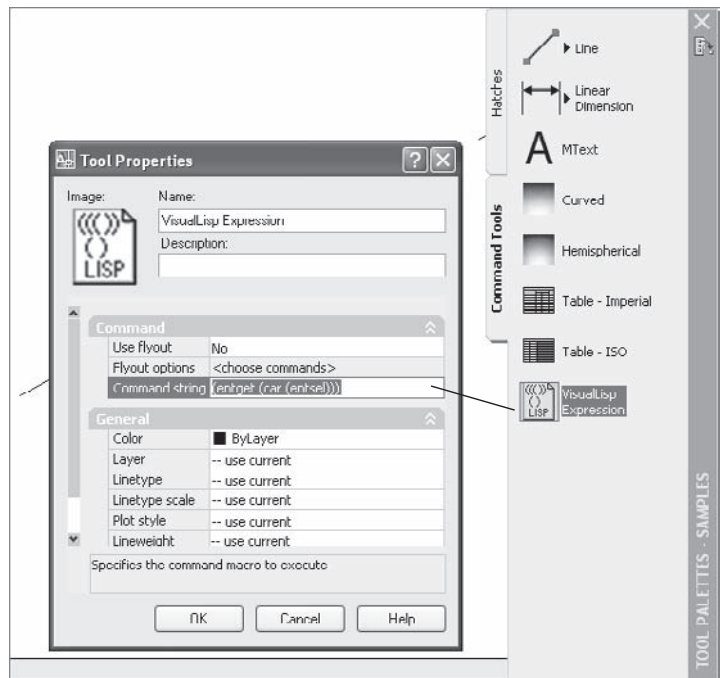 Tool Properties
Image:
Name:
VisualLisp Expression
Description:
((()
()
LISP
Command
Use flyout No
Flyout options <choose commands>
Command string (entget (car (entsel)))
General
Color ByLayer
Layer -- use current
Linetype -- use current
Linetype scale -- use current
Plot style -- use current
Lineweight -- use current
Specifies the command macro to execute
OK Cancel Help
Hatches
Command Tools
Line
Linear
Dimension
A MText
Curved
Hemispherical
Table - Imperial
Table - ISO
LISP
VisualLisp
Expression
TOOL PALETTES - SAMPLES